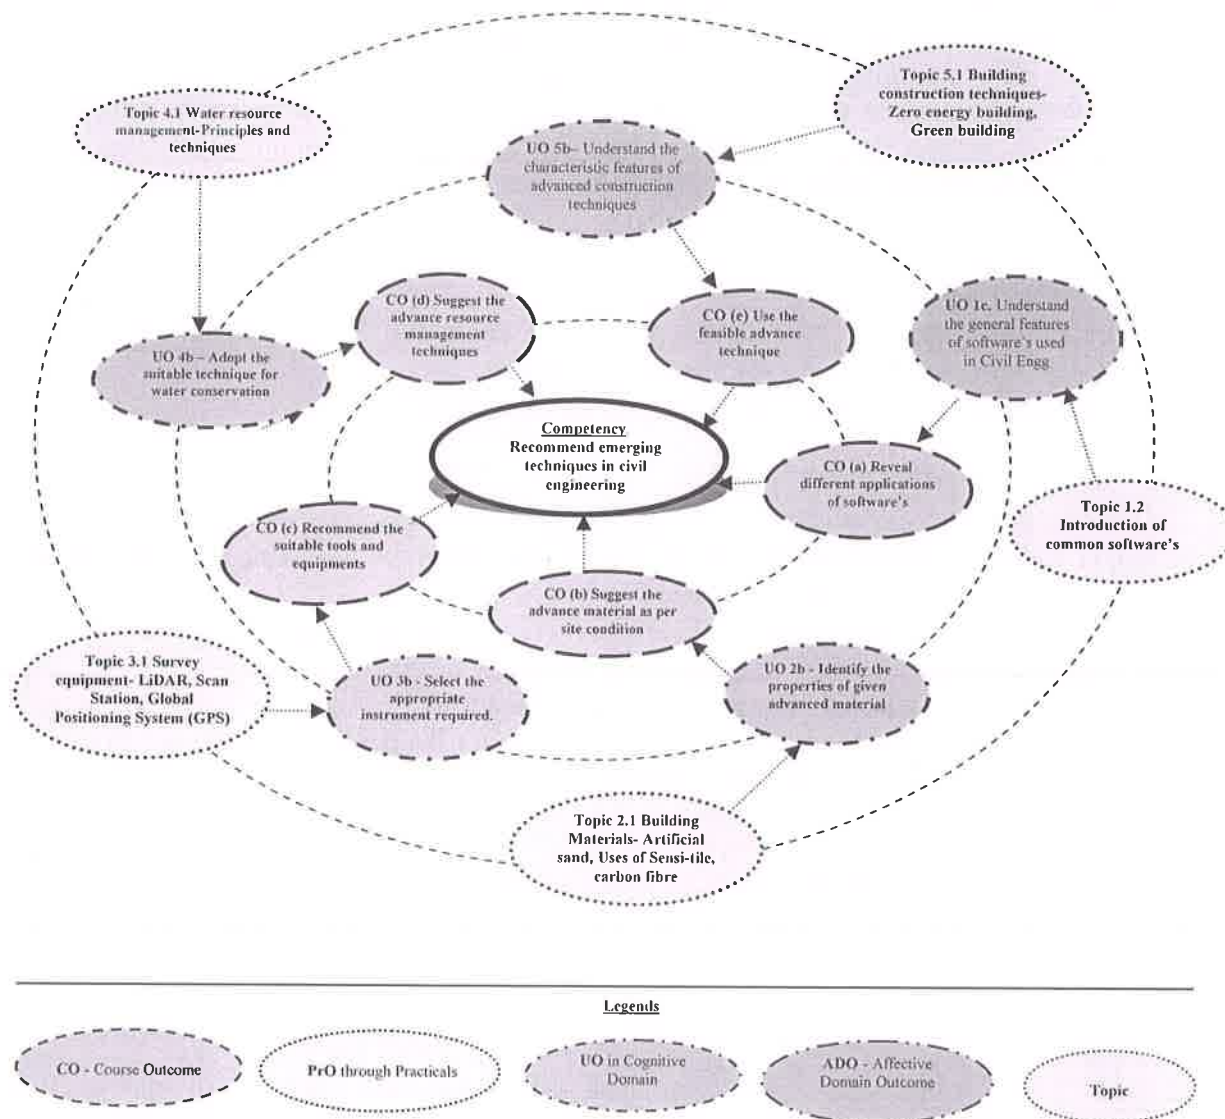 Topic 5.1 Building
construction techniques-
Zero energy building,
Green building
Topic 4.1 Water resource
management-Principles and
techniques
UO 5b– Understand the
characteristic features of
advanced construction
techniques
CO (d) Suggest the
advance resource
management
techniques
CO (e) Use the
feasible advance
technique
UO 1c. Understand
the general features
of software's used
in Civil Engg
UO 4b – Adopt the
suitable technique for
water conservation
Competency
Recommend emerging
techniques in civil
engineering
CO (a) Reveal
different applications
of software's
Topic 1.2
Introduction of
common software's
CO (c) Recommend the
suitable tools and
equipments
CO (b) Suggest the
advance material as per
site condition
Topic 3.1 Survey
equipment- LiDAR, Scan
Station, Global
Positioning System (GPS)
UO 3b - Select the
appropriate
instrument required.
UO 2b - Identify the
properties of given
advanced material
Topic 2.1 Building
Materials- Artificial
sand, Uses of Sensi-tile,
carbon fibre
Legends
CO - Course Outcome
PrO through Practicals
UO in Cognitive
Domain
ADO - Affective
Domain Outcome
Topic